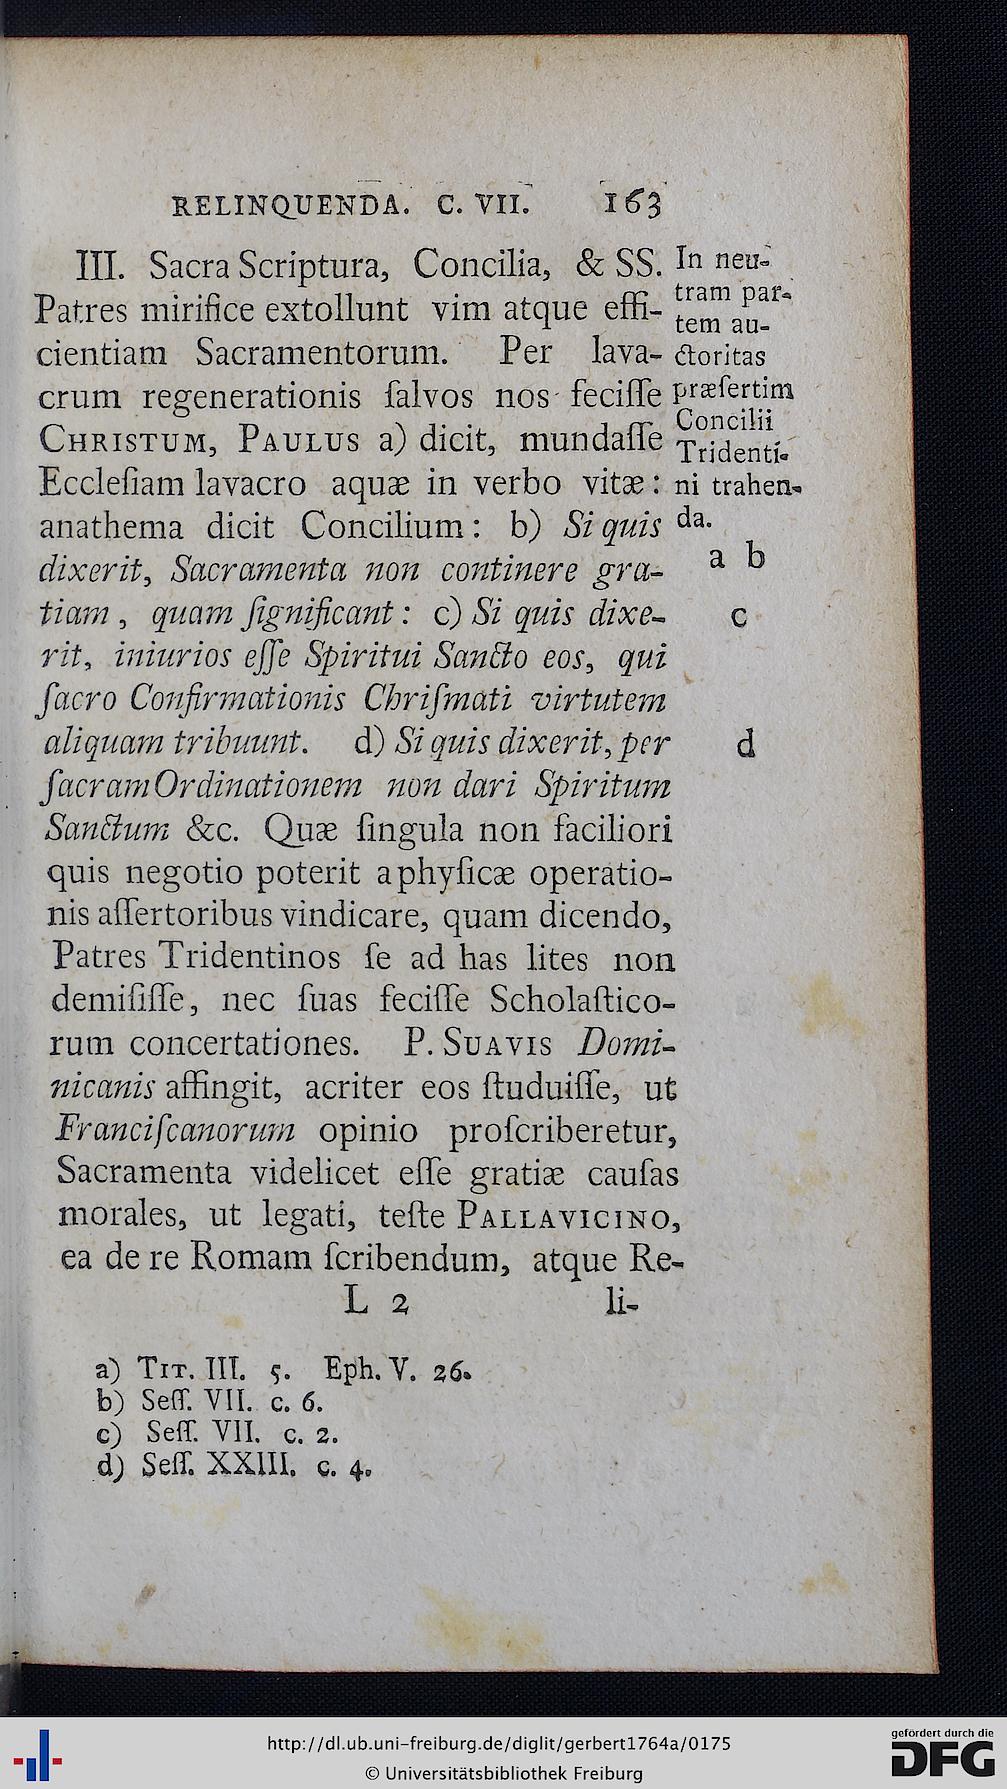 RELINQUENDA. C. VII. 163
III. Sacra Scriptura, Concilia, & SS.
Patres mirifice extollunt vim atque effi-
cientiam Sacramentorum. Per lava-
crum regenerationis ſalvos nos feciſſe
CHRISTUM, PAULUS a) dicit, mundaſſe
Eccleſiam lavacro aquæ in verbo vitæ:
anathema dicit Concilium: b) Si quis
dixerit, Sacramenta non continere gra-
tiam, quam ſignificant: c) Si quis dixe-
rit, iniurios eſſe Spiritui Sancto eos, qui
ſacro Confirmationis Chriſmati virtutem
aliquam tribuunt. d) Si quis dixerit, per
ſacram Ordinationem non dari Spiritum
Sanctum &c. Quæ ſingula non faciliori
quis negotio poterit a phyſicæ operatio-
nis aſſertoribus vindicare, quam dicendo,
Patres Tridentinos ſe ad has lites non
demiſiſſe, nec ſuas feciſſe Scholaſtico-
rum concertationes. P. SUAVIS Domi-
nicanis affingit, acriter eos ſtuduiſſe, ut
Franciſcanorum opinio proſcriberetur,
Sacramenta videlicet eſſe gratiæ cauſas
morales, ut legati, teſte PALLAVICINO,
ea de re Romam ſcribendum, atque Re-
L 2 li-
In neu-
tram par-
tem au-
ctoritas
præſertim
Concilii
Tridenti-
ni trahen-
da.
a b
c
d
a) TIT. III. 5. Eph. V. 26.
b) Seſſ. VII. c. 6.
c) Seſſ. VII. c. 2.
d) Seſſ. XXIII. c. 4.
http://dl.ub.uni-freiburg.de/diglit/gerbert1764a/0175
© Universitätsbibliothek Freiburg
gefördert durch die
DFG